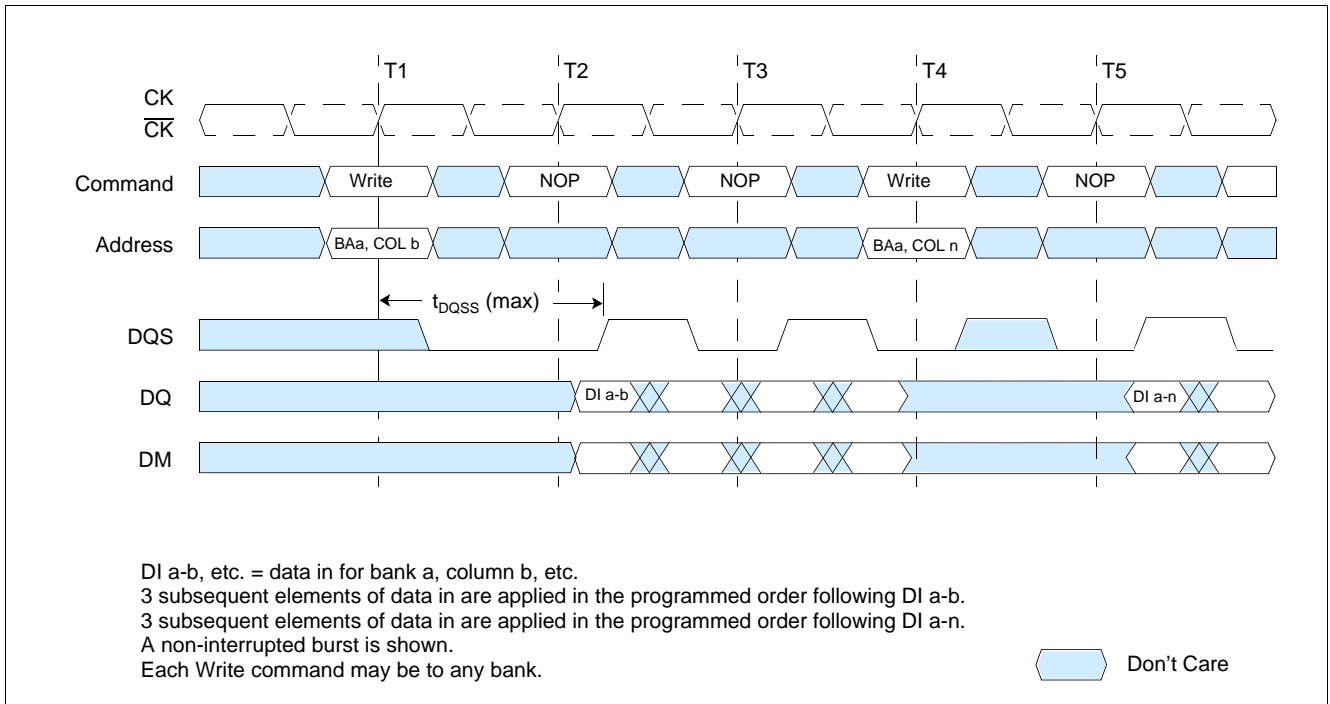 T1 T2 T3 T4 T5
CK
CK
Command Write NOP NOP Write NOP
Address BAa, COL b BAa, COL n
tDQSS (max)
DQS
DQ DI a-b DI a-n
DM
DI a-b, etc. = data in for bank a, column b, etc.
3 subsequent elements of data in are applied in the programmed order following DI a-b.
3 subsequent elements of data in are applied in the programmed order following DI a-n.
A non-interrupted burst is shown.
Each Write command may be to any bank.
Don't Care